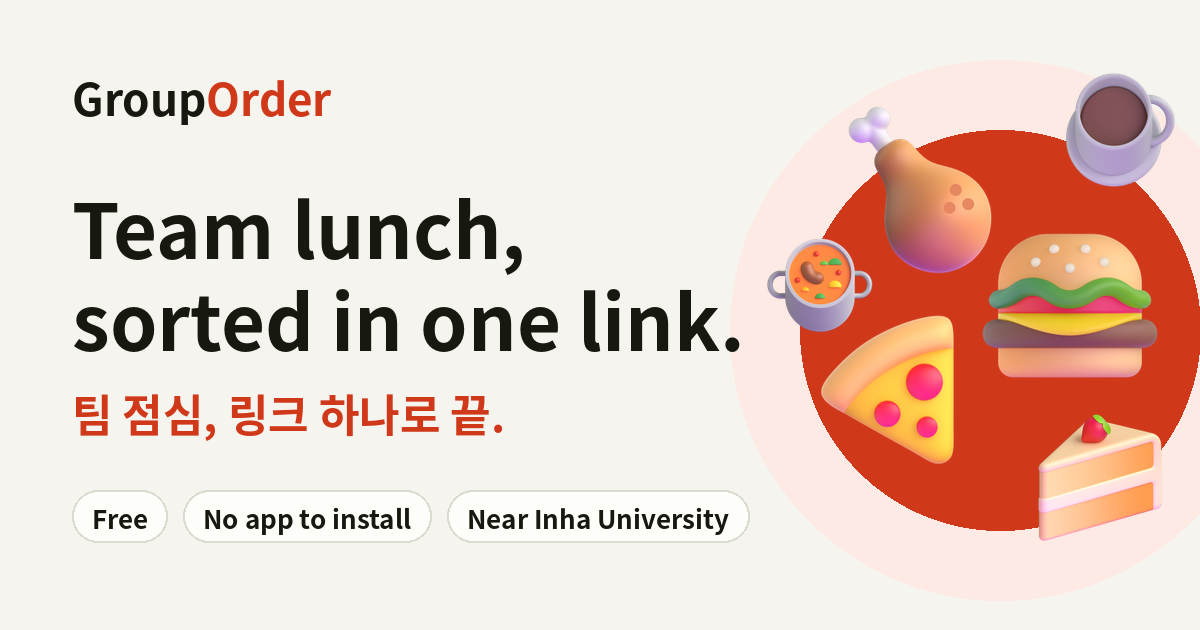 GroupOrder
Team lunch,
sorted in one link.
팀 점심, 링크 하나로 끝.
Free
No app to install
Near Inha University